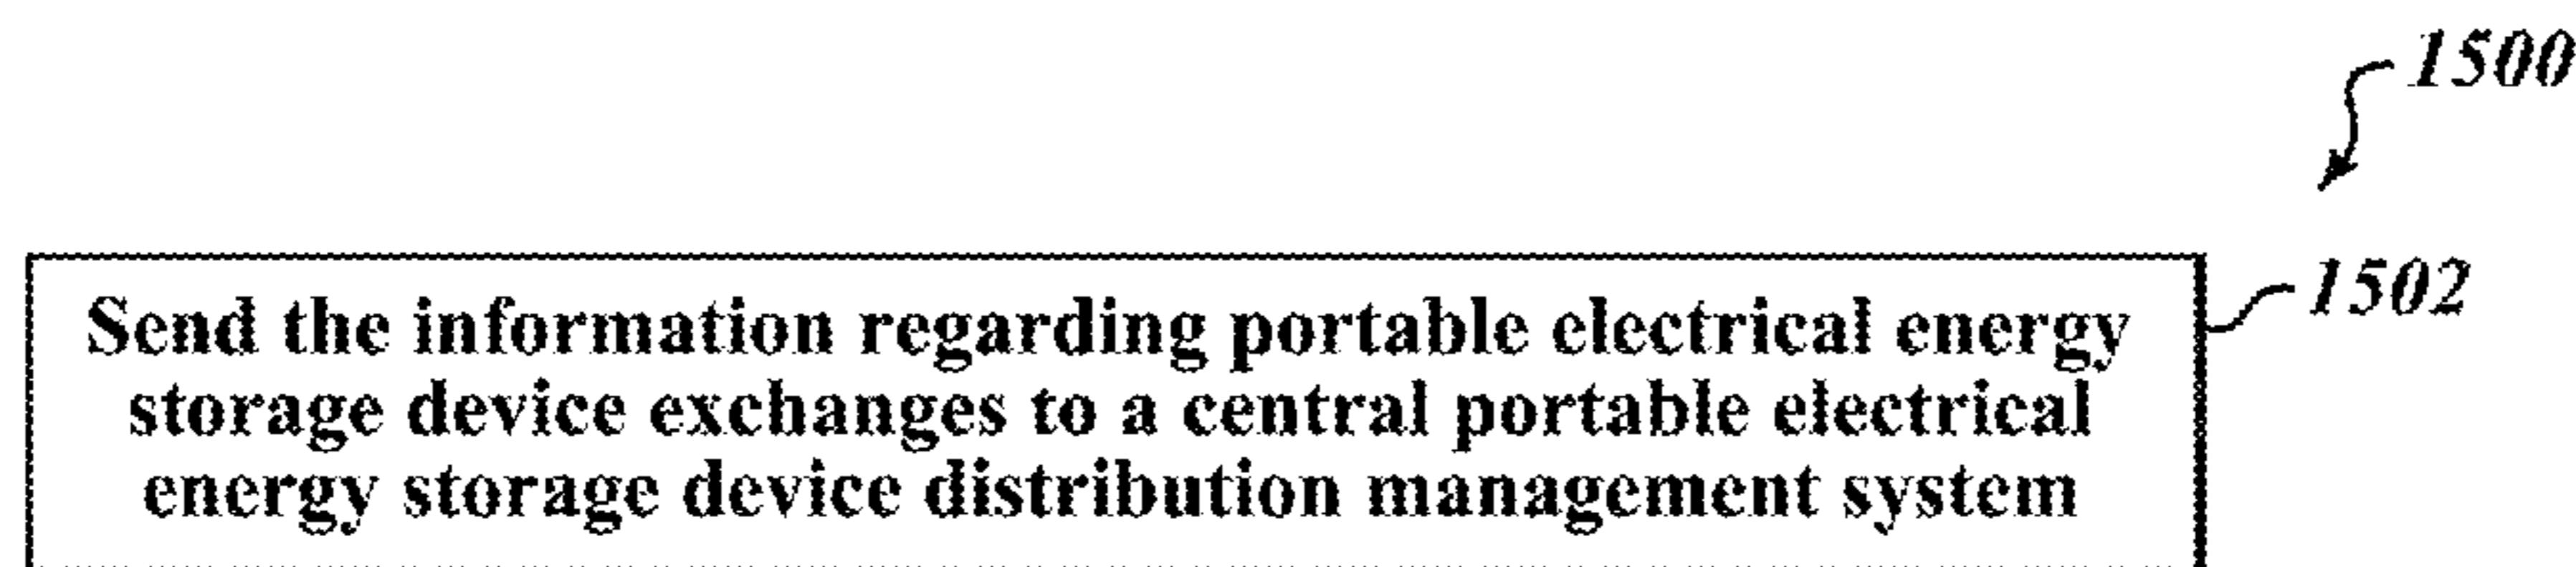 1500
1502
Send the information regarding portable electrical energy
storage device exchanges to a central portable electrical
energy storage device distribution management system